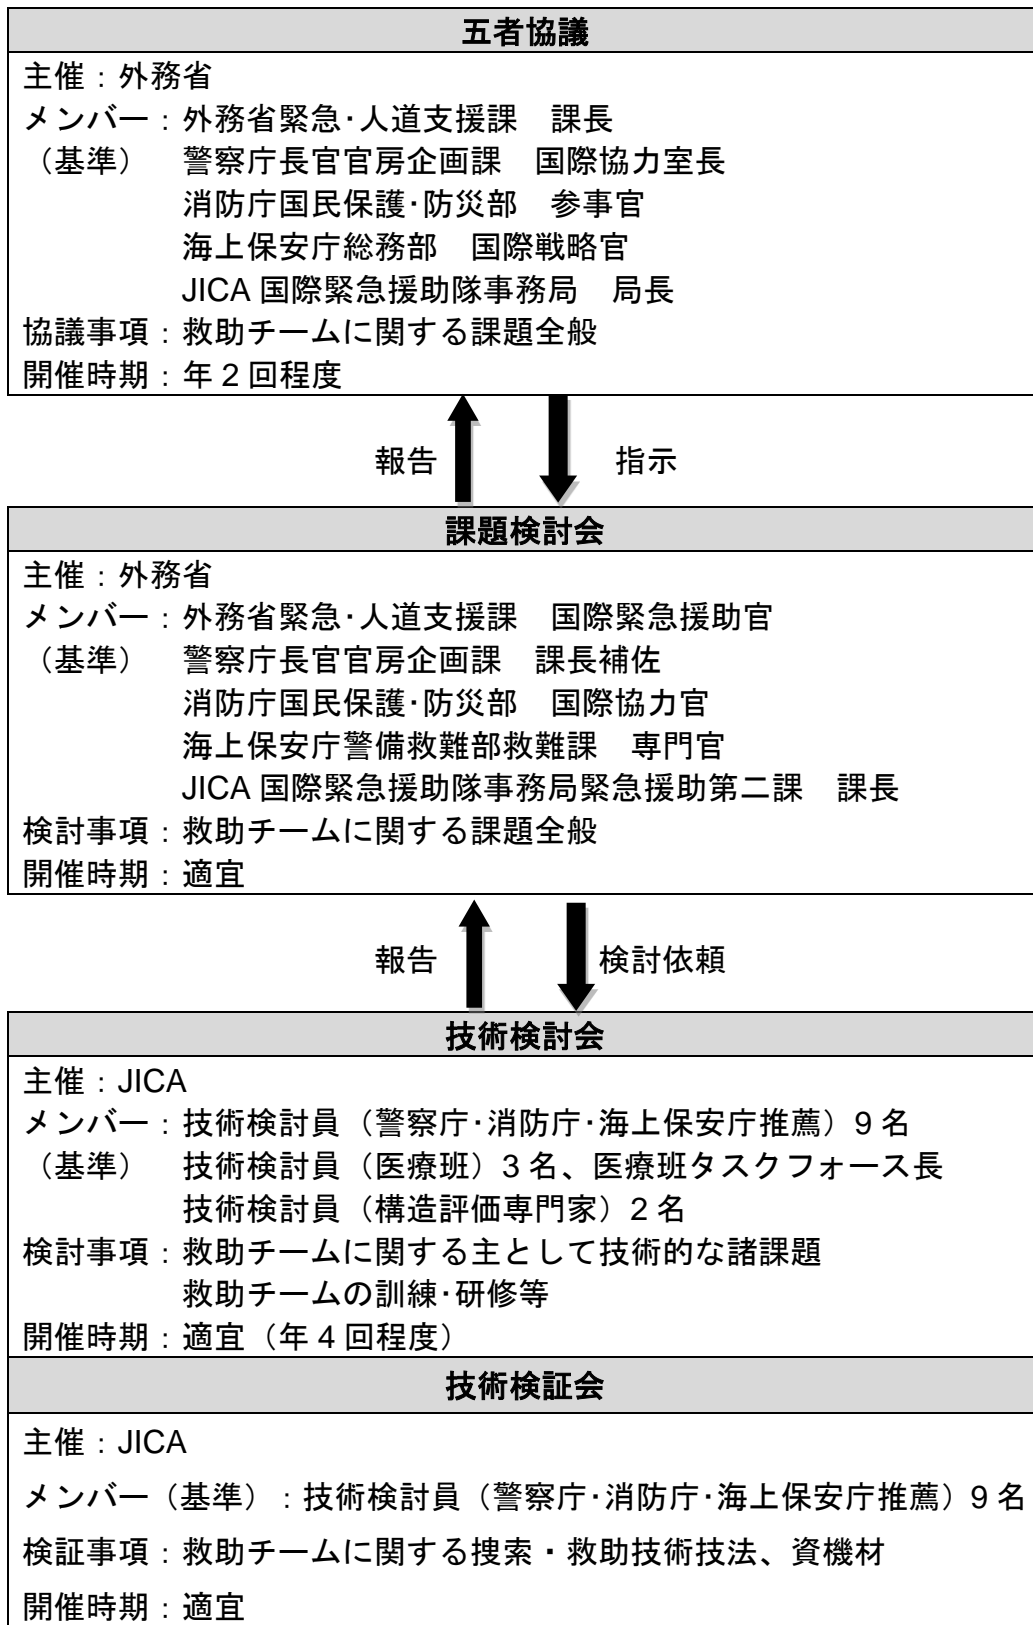 五者協議
主催：外務省
メンバー：外務省緊急･人道支援課　課長
（基準）　警察庁長官官房企画課　国際協力室長
消防庁国民保護･防災部　参事官
海上保安庁総務部　国際戦略官
JICA 国際緊急援助隊事務局　局長
協議事項：救助チームに関する課題全般
開催時期：年 2 回程度
報告　指示
課題検討会
主催：外務省
メンバー：外務省緊急･人道支援課　国際緊急援助官
（基準）　警察庁長官官房企画課　課長補佐
消防庁国民保護･防災部　国際協力官
海上保安庁警備救難部救難課　専門官
JICA 国際緊急援助隊事務局緊急援助第二課　課長
検討事項：救助チームに関する課題全般
開催時期：適宜
報告　検討依頼
技術検討会
主催：JICA
メンバー：技術検討員（警察庁･消防庁･海上保安庁推薦）9 名
（基準）　技術検討員（医療班）3 名、医療班タスクフォース長
技術検討員（構造評価専門家）2 名
検討事項：救助チームに関する主として技術的な諸課題
救助チームの訓練･研修等
開催時期：適宜（年 4 回程度）
技術検証会
主催：JICA
メンバー（基準）：技術検討員（警察庁･消防庁･海上保安庁推薦）9 名
検証事項：救助チームに関する捜索・救助技術技法、資機材
開催時期：適宜